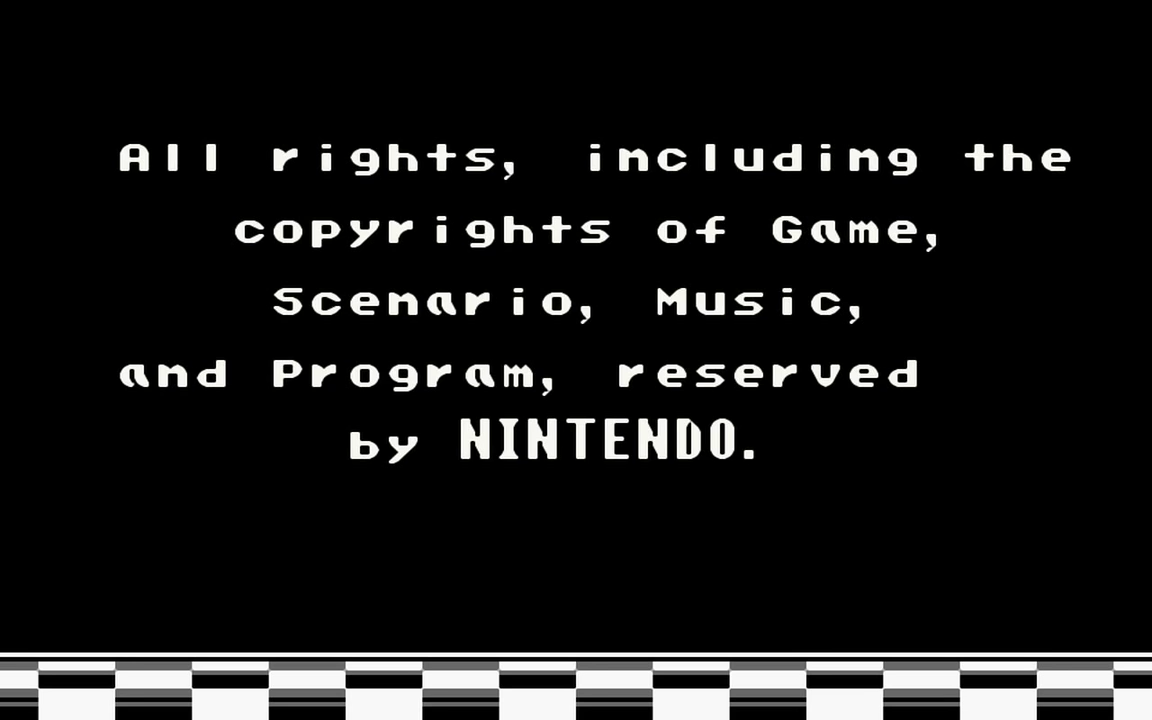 All rights, including the
copyrights of Game,
Scenario, Music,
and Program, reserved
by NINTENDO.